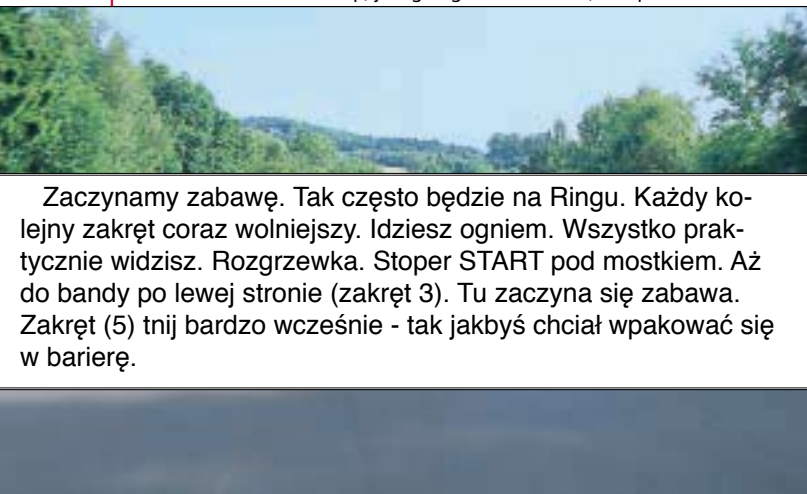 Zaczynamy zabawę. Tak często będzie na Ringu. Każdy ko-
lejny zakręt coraz wolniejszy. Idziesz ogniem. Wszystko prak-
tycznie widzisz. Rozgrzewka. Stoper START pod mostkiem. Aż
do bandy po lewej stronie (zakręt 3). Tu zaczyna się zabawa.
Zakręt (5) tnij bardzo wcześnie - tak jakbyś chciał wpakować się
w barierę.